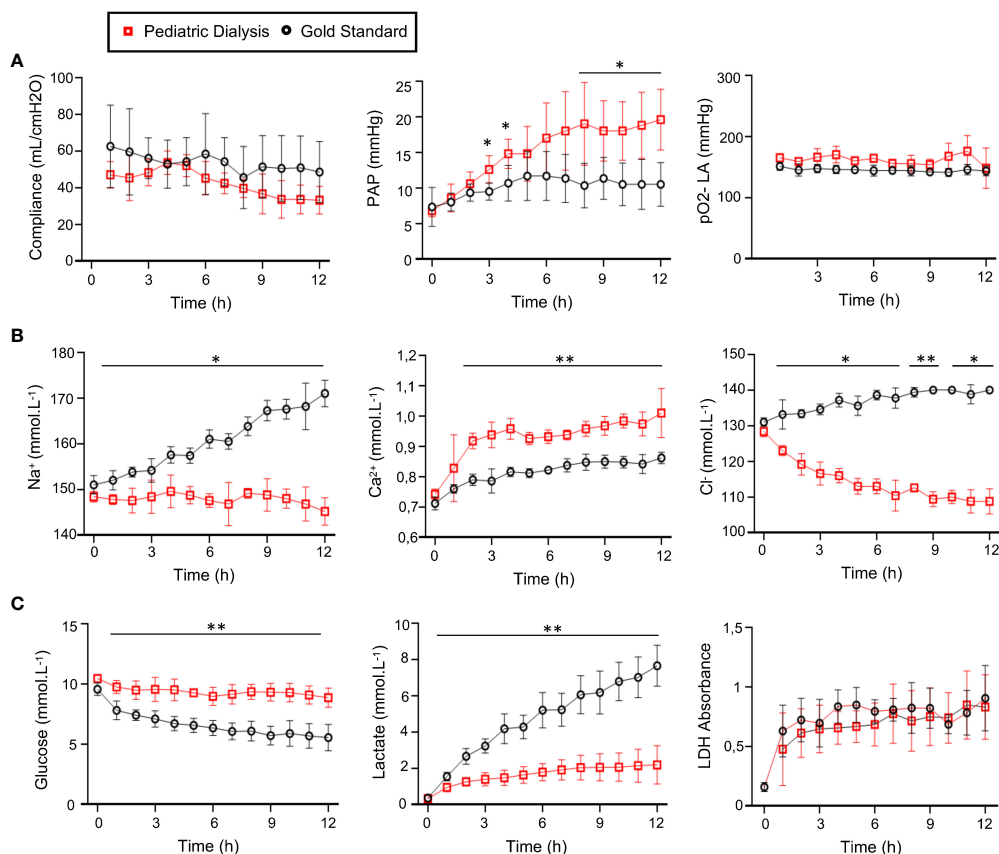 Pediatric Dialysis Gold Standard
A
Compliance (mL/cmH2O)
100
80
60
40
20
0
0 3 6 9 12
Time (h)
PAP (mmHg)
25
20
15
10
5
0
* * *
0 3 6 9 12
Time (h)
pO2- LA (mmHg)
300
200
100
0
3 6 9 12
Time (h)
B
Na⁺ (mmol.L⁻¹)
180
170
160
150
140
*
0 3 6 9 12
Time (h)
Ca²⁺ (mmol.L⁻¹)
1,2
1,1
1,0
0,9
0,8
0,7
0,6
**
0 3 6 9 12
Time (h)
Cl⁻ (mmol.L⁻¹)
150
140
130
120
110
100
* ** *
0 3 6 9 12
Time (h)
C
Glucose (mmol.L⁻¹)
15
10
5
0
**
0 3 6 9 12
Time (h)
Lactate (mmol.L⁻¹)
10
8
6
4
2
0
**
0 3 6 9 12
Time (h)
LDH Absorbance
1,5
1
0,5
0
0 3 6 9 12
Time (h)